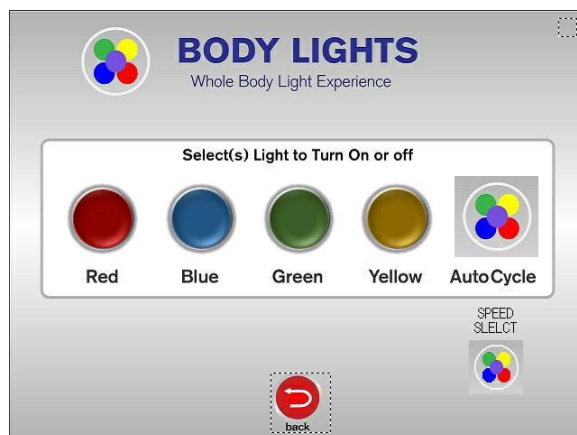 BODY LIGHTS
Whole Body Light Experience
Select(s) Light to Turn On or off
Red Blue Green Yellow AutoCycle
SPEED
SLELCT
back